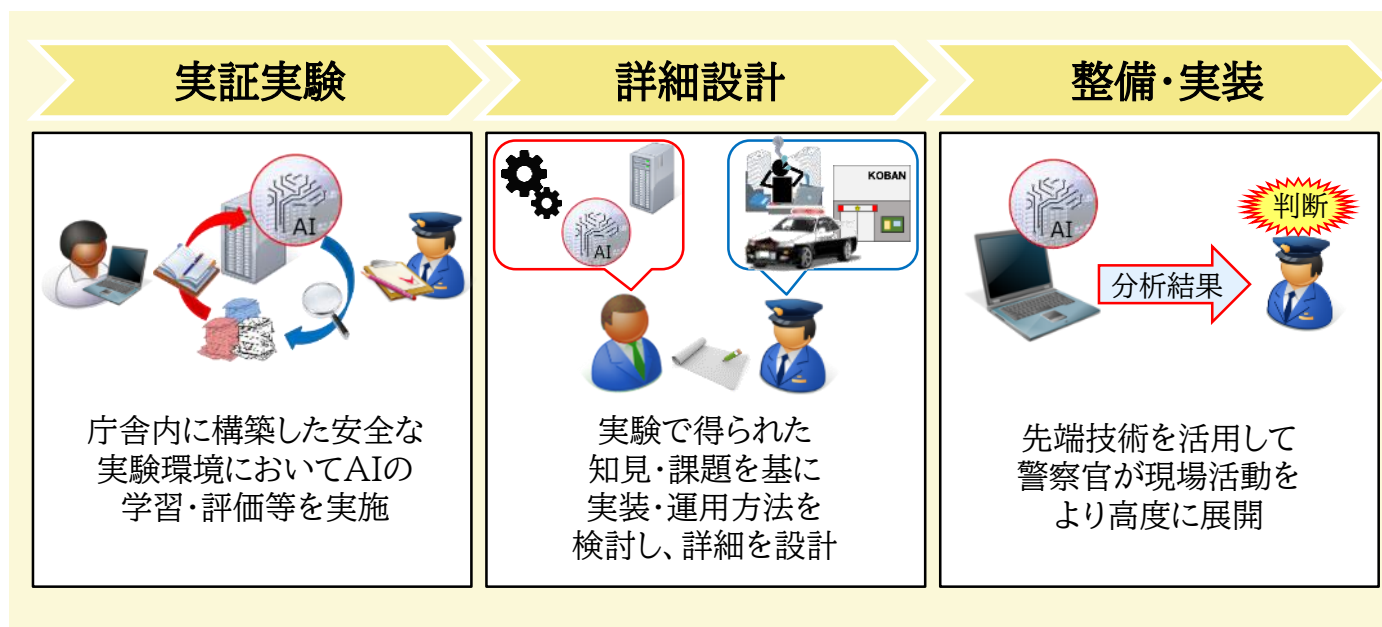 実証実験
詳細設計
整備・実装
AI
庁舎内に構築した安全な
実験環境においてAIの
学習・評価等を実施
AI
KOBAN
実験で得られた
知見・課題を基に
実装・運用方法を
検討し、詳細を設計
AI
分析結果
判断
先端技術を活用して
警察官が現場活動を
より高度に展開